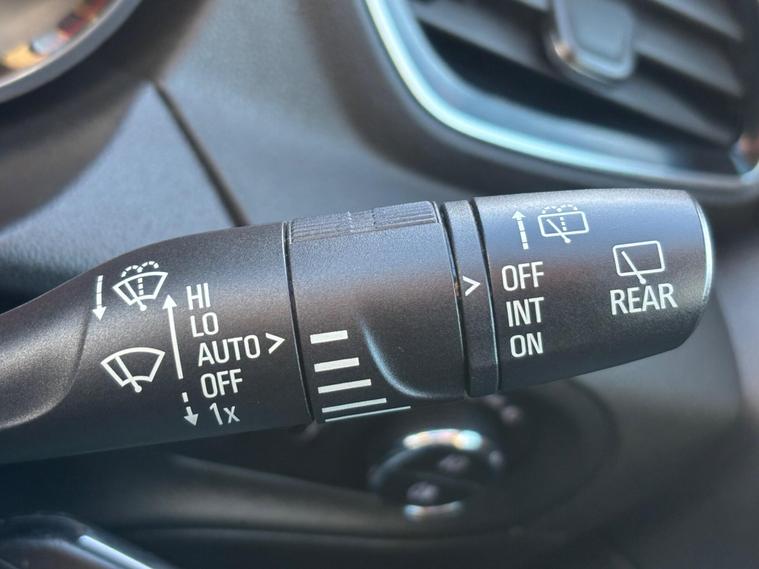 HI
LO
AUTO >
OFF
1x
>
OFF
INT
ON
REAR